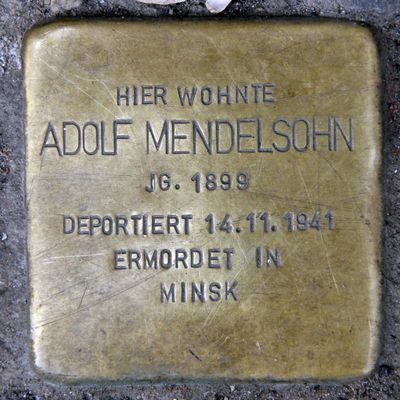 HIER WOHNTE
ADOLF MENDELSOHN
JG. 1899
DEPORTIERT 14.11.1941
ERMORDET IN
MINSK